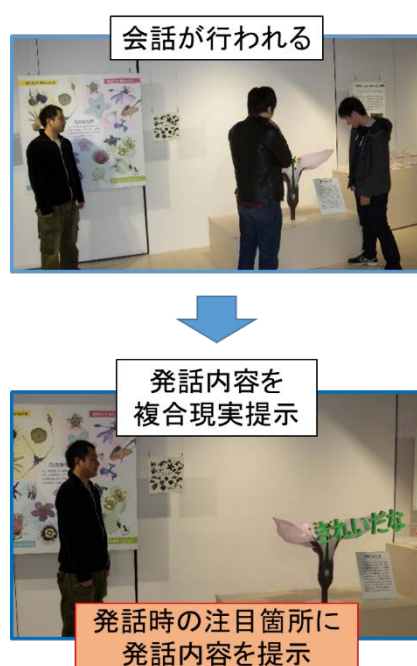 会話が行われる
発話内容を
複合現実提示
きれいだな
発話時の注目箇所に
発話内容を提示